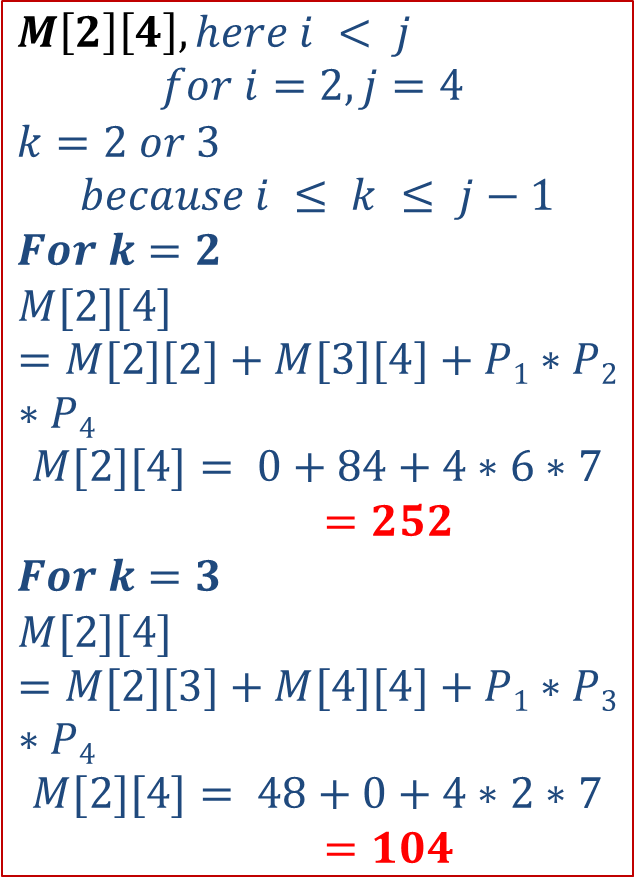 M[2][4], here i < j
for i = 2, j = 4
k = 2 or 3
because i ≤ k ≤ j − 1
For k = 2
M[2][4]
= M[2][2] + M[3][4] + P₁ * P₂
* P₄
M[2][4] = 0 + 84 + 4 * 6 * 7
= 252
For k = 3
M[2][4]
= M[2][3] + M[4][4] + P₁ * P₃
* P₄
M[2][4] = 48 + 0 + 4 * 2 * 7
= 104